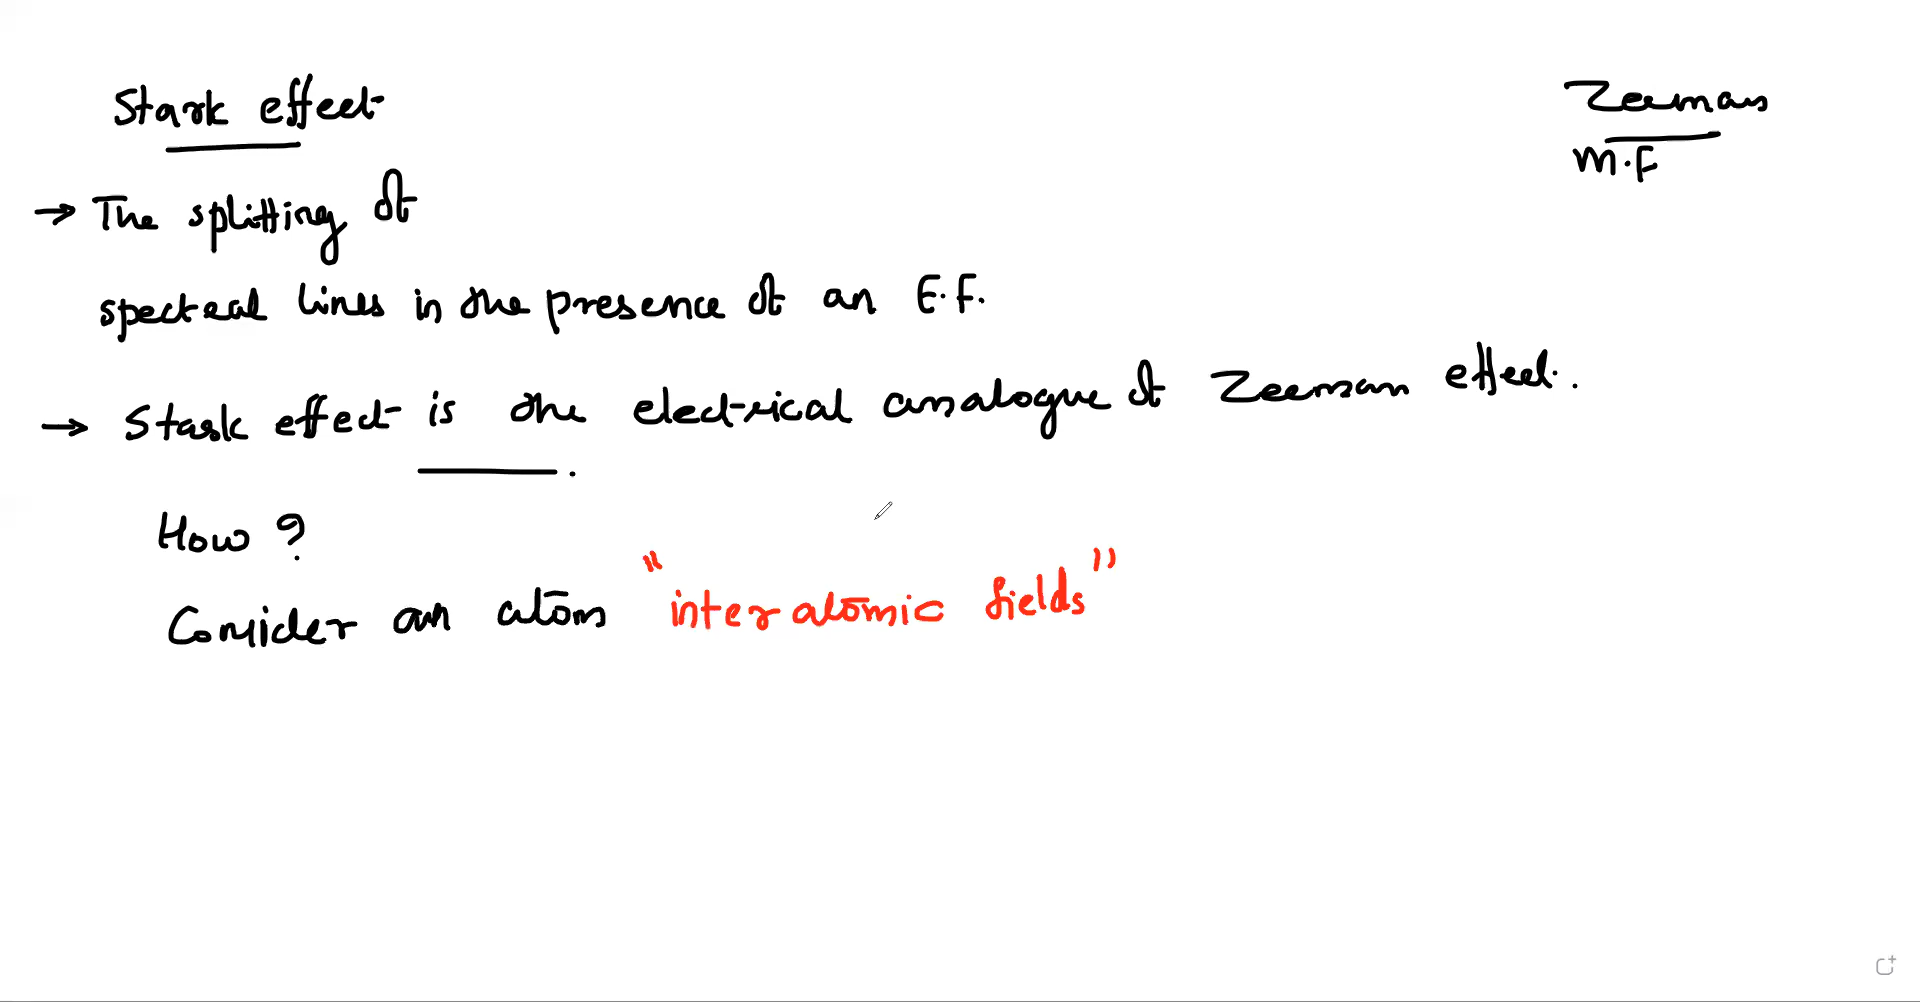 Stark effect
Zeeman
M.F
→ The splitting of
spectral lines in the presence of an E.F.
→ Stark effect is the electrical analogue of Zeeman effect.
How ?
Consider an atom "interatomic fields"